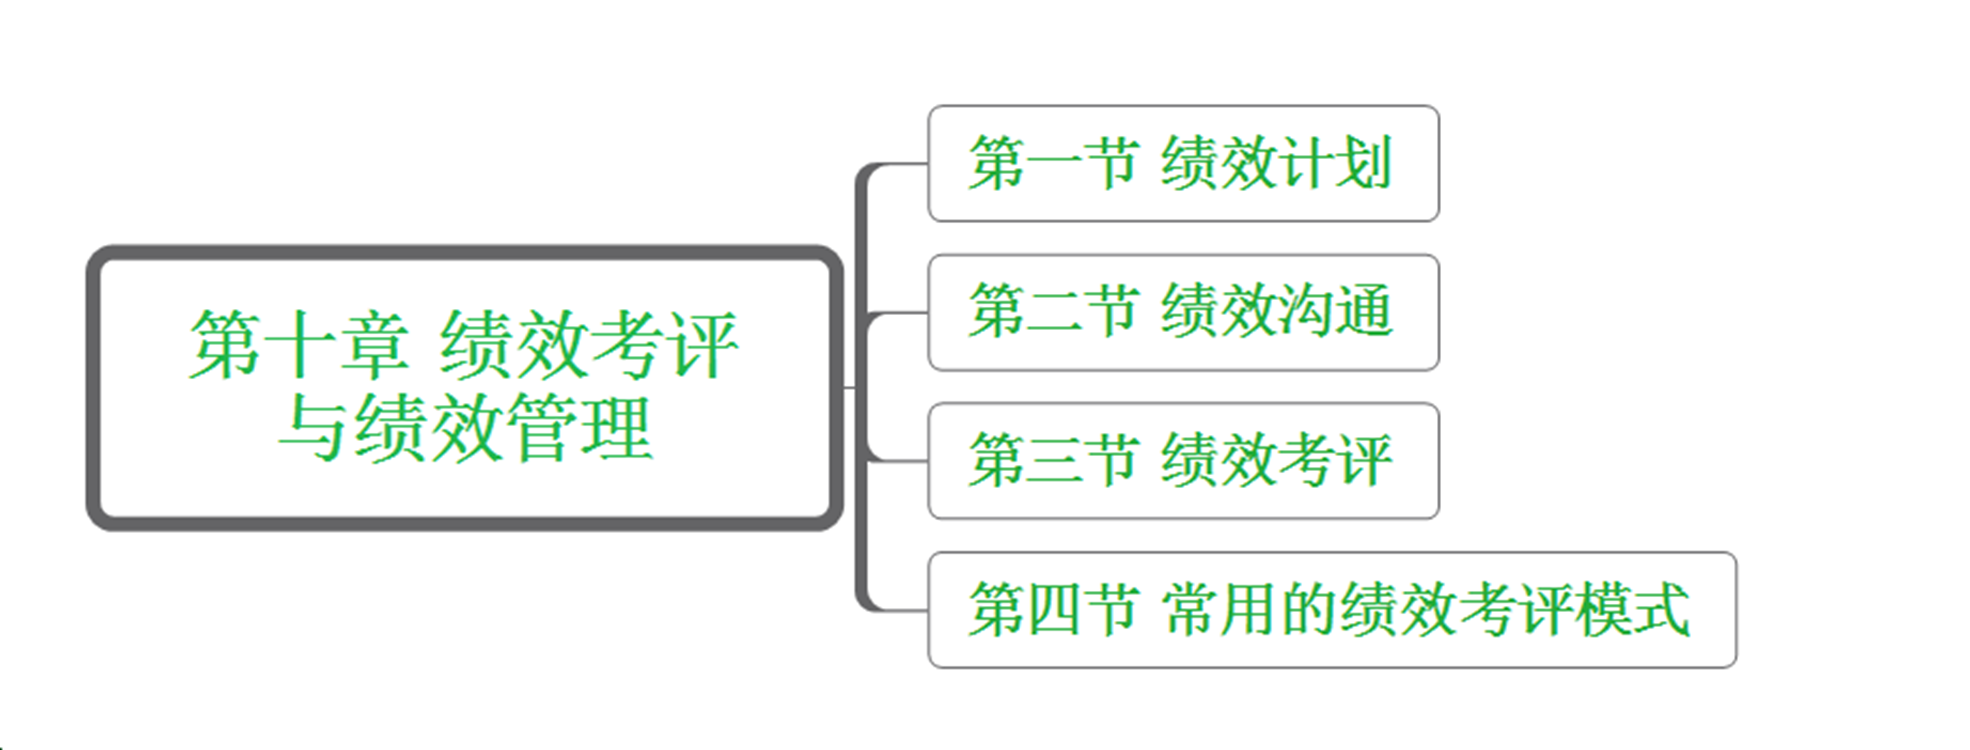 第十章 绩效考评
与绩效管理
第一节 绩效计划
第二节 绩效沟通
第三节 绩效考评
第四节 常用的绩效考评模式